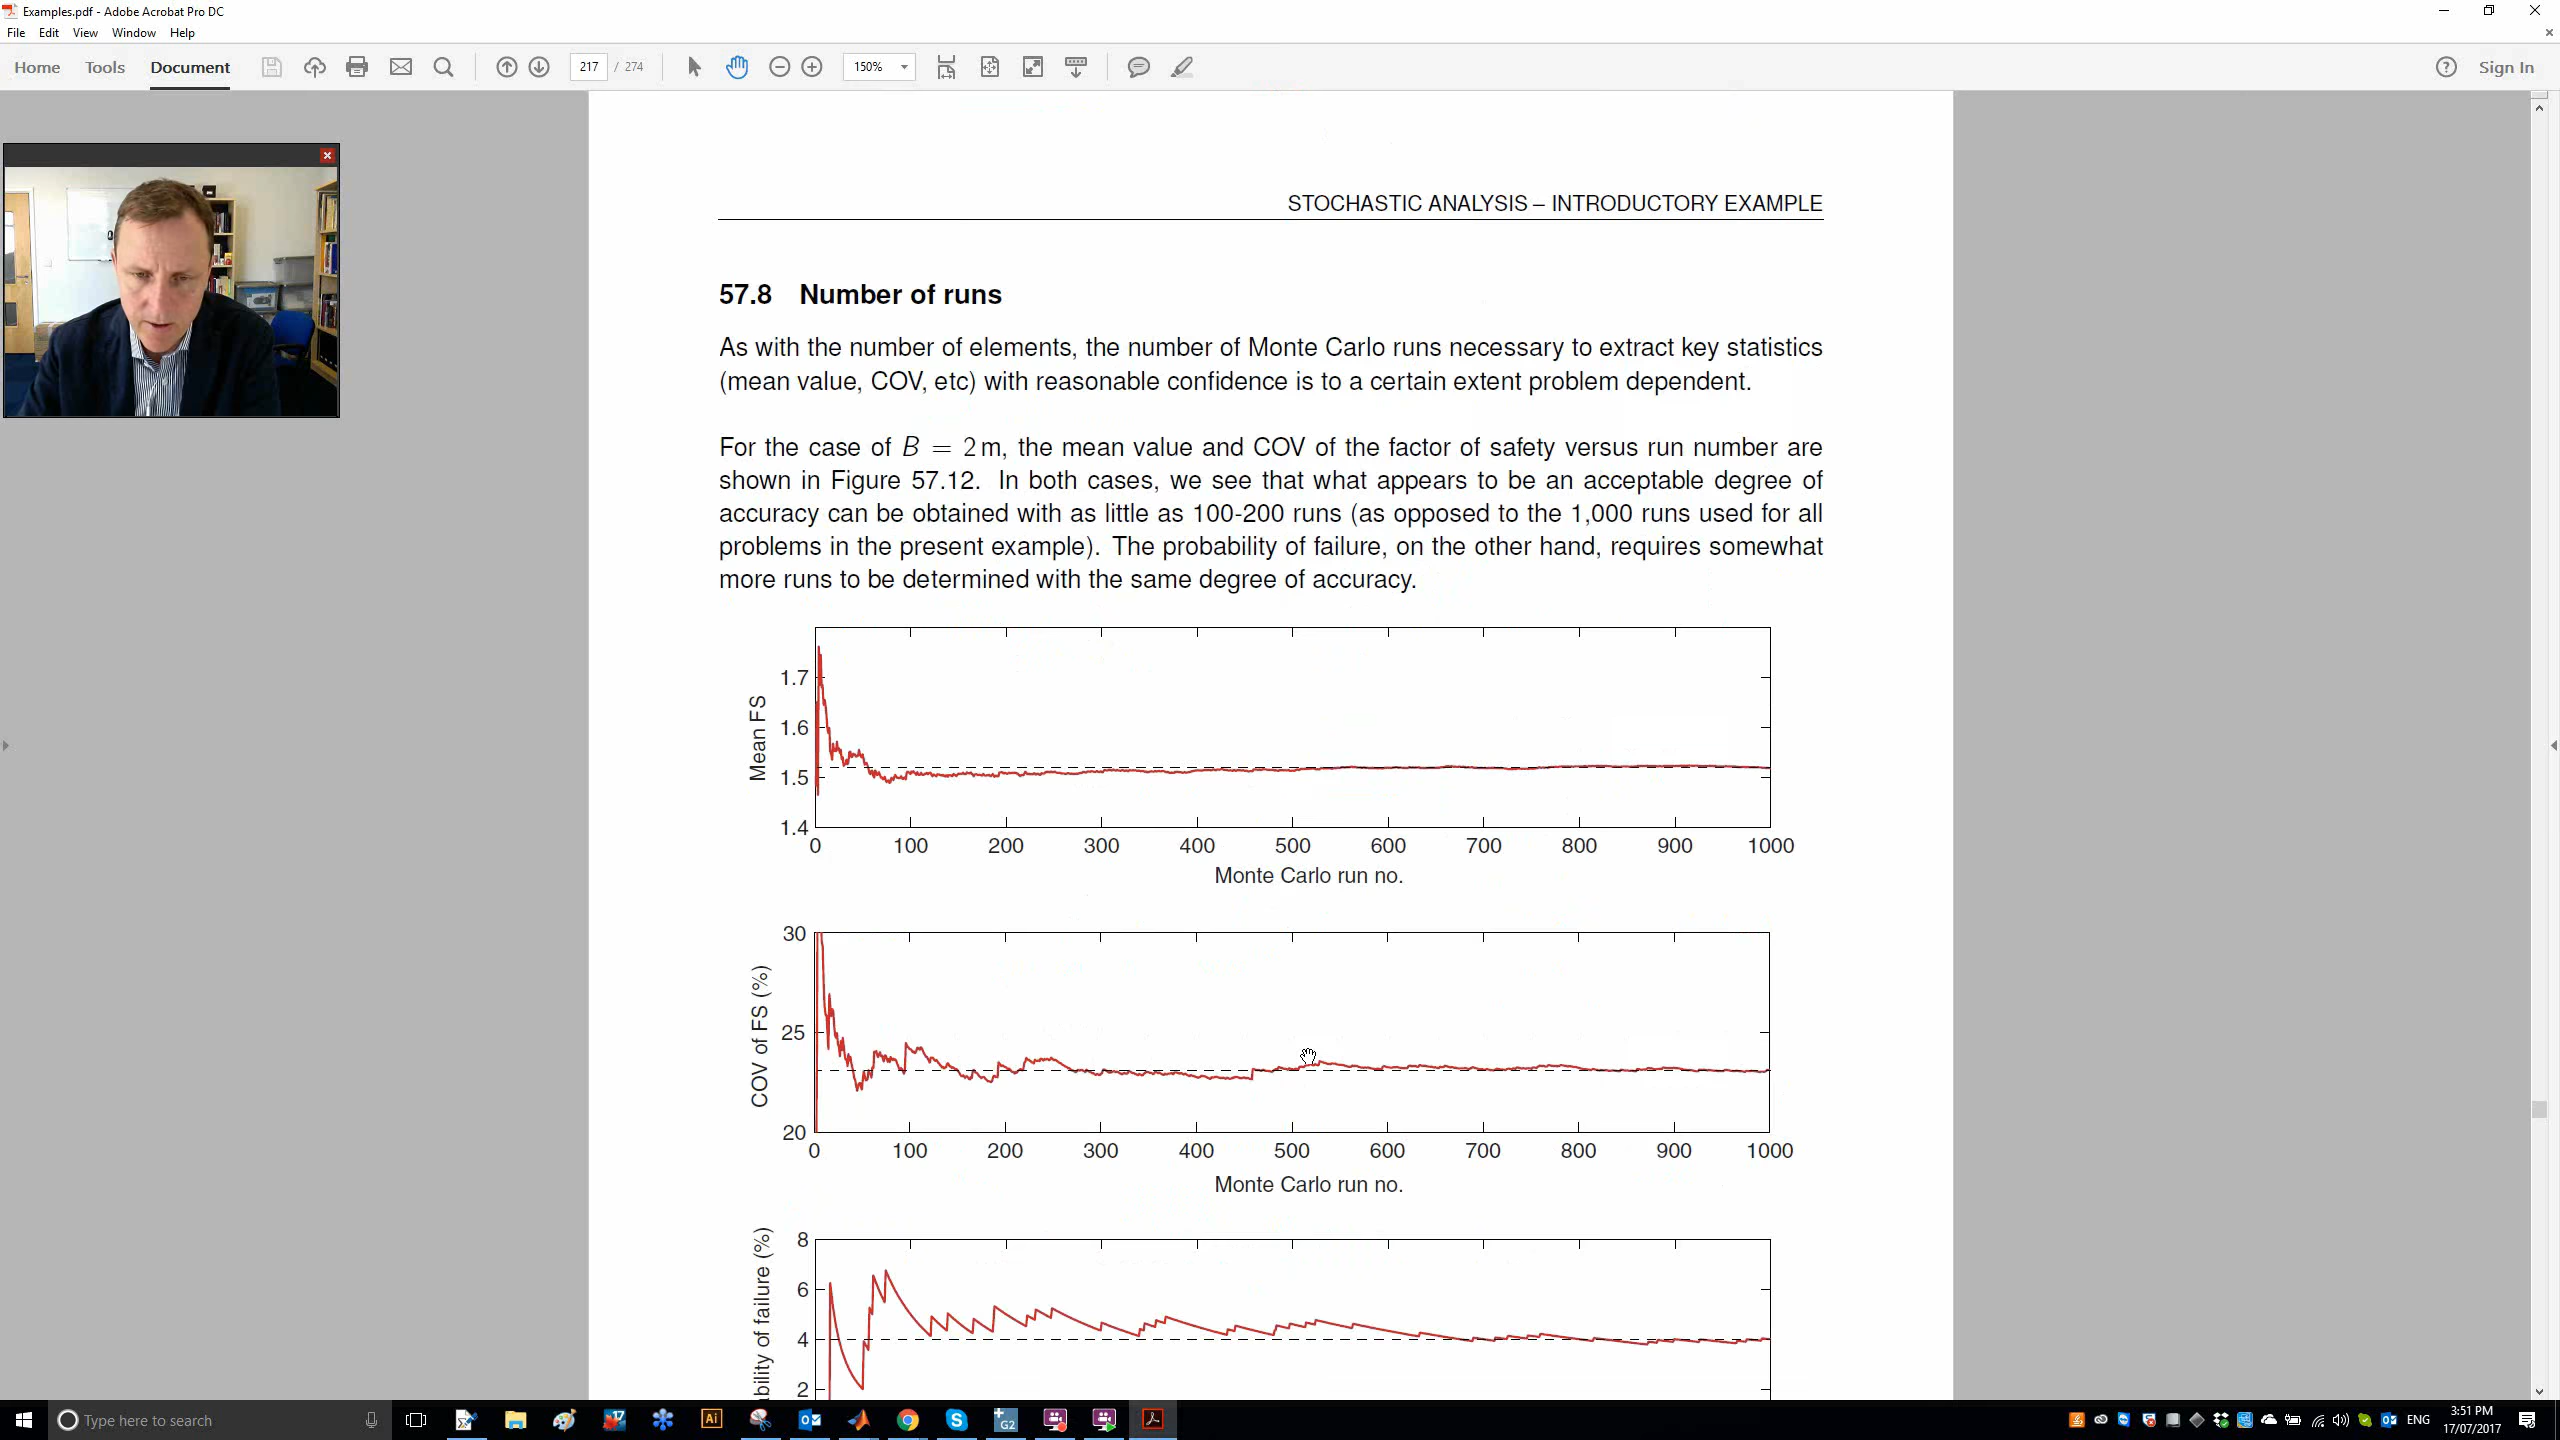 Examples.pdf - Adobe Acrobat Pro DC
File Edit View Window Help
Home Tools Document 217 / 274 150% Sign In
STOCHASTIC ANALYSIS – INTRODUCTORY EXAMPLE
57.8 Number of runs
As with the number of elements, the number of Monte Carlo runs necessary to extract key statistics
(mean value, COV, etc) with reasonable confidence is to a certain extent problem dependent.
For the case of B = 2 m, the mean value and COV of the factor of safety versus run number are
shown in Figure 57.12. In both cases, we see that what appears to be an acceptable degree of
accuracy can be obtained with as little as 100-200 runs (as opposed to the 1,000 runs used for all
problems in the present example). The probability of failure, on the other hand, requires somewhat
more runs to be determined with the same degree of accuracy.
Mean FS
1.7
1.6
1.5
1.4
0 100 200 300 400 500 600 700 800 900 1000
Monte Carlo run no.
COV of FS (%)
30
25
20
0 100 200 300 400 500 600 700 800 900 1000
Monte Carlo run no.
ability of failure (%)
8
6
4
2
Type here to search
17
Ai
G2
ENG
3:51 PM
17/07/2017